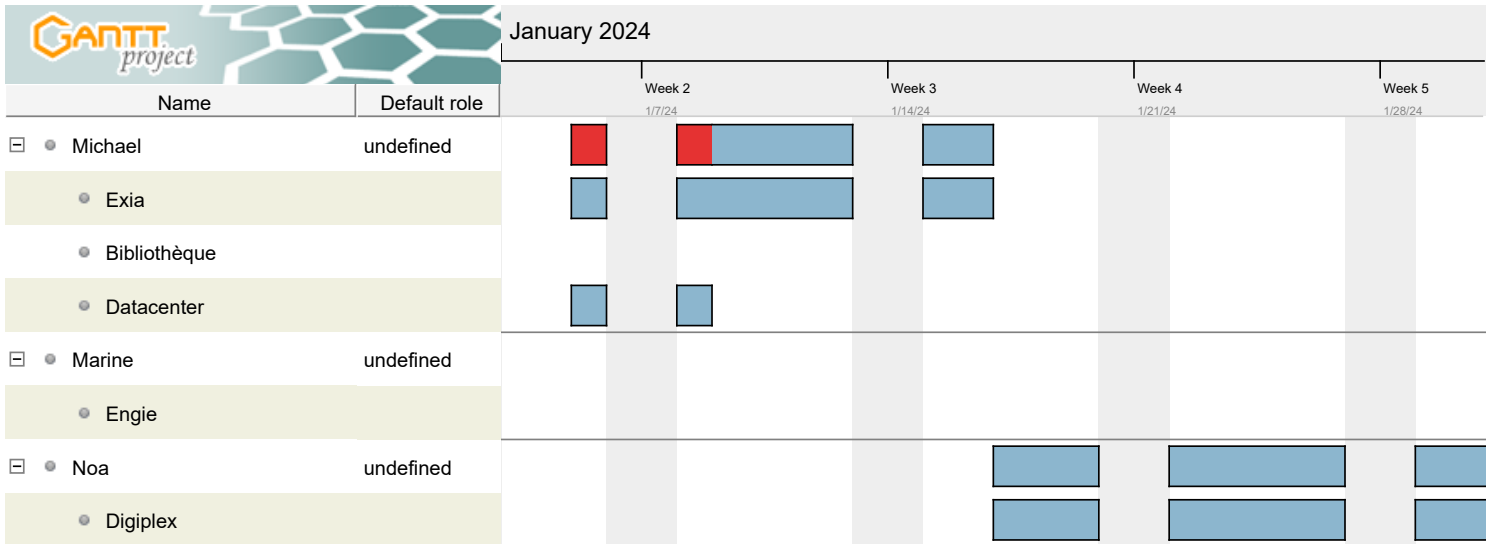 GANTT
project
January 2024
Week 2
Week 3
Week 4
Week 5
Name
Default role
1/7/24
1/14/24
1/21/24
1/28/24
Michael
undefined
Exia
Bibliothèque
Datacenter
Marine
undefined
Engie
Noa
undefined
Digiplex